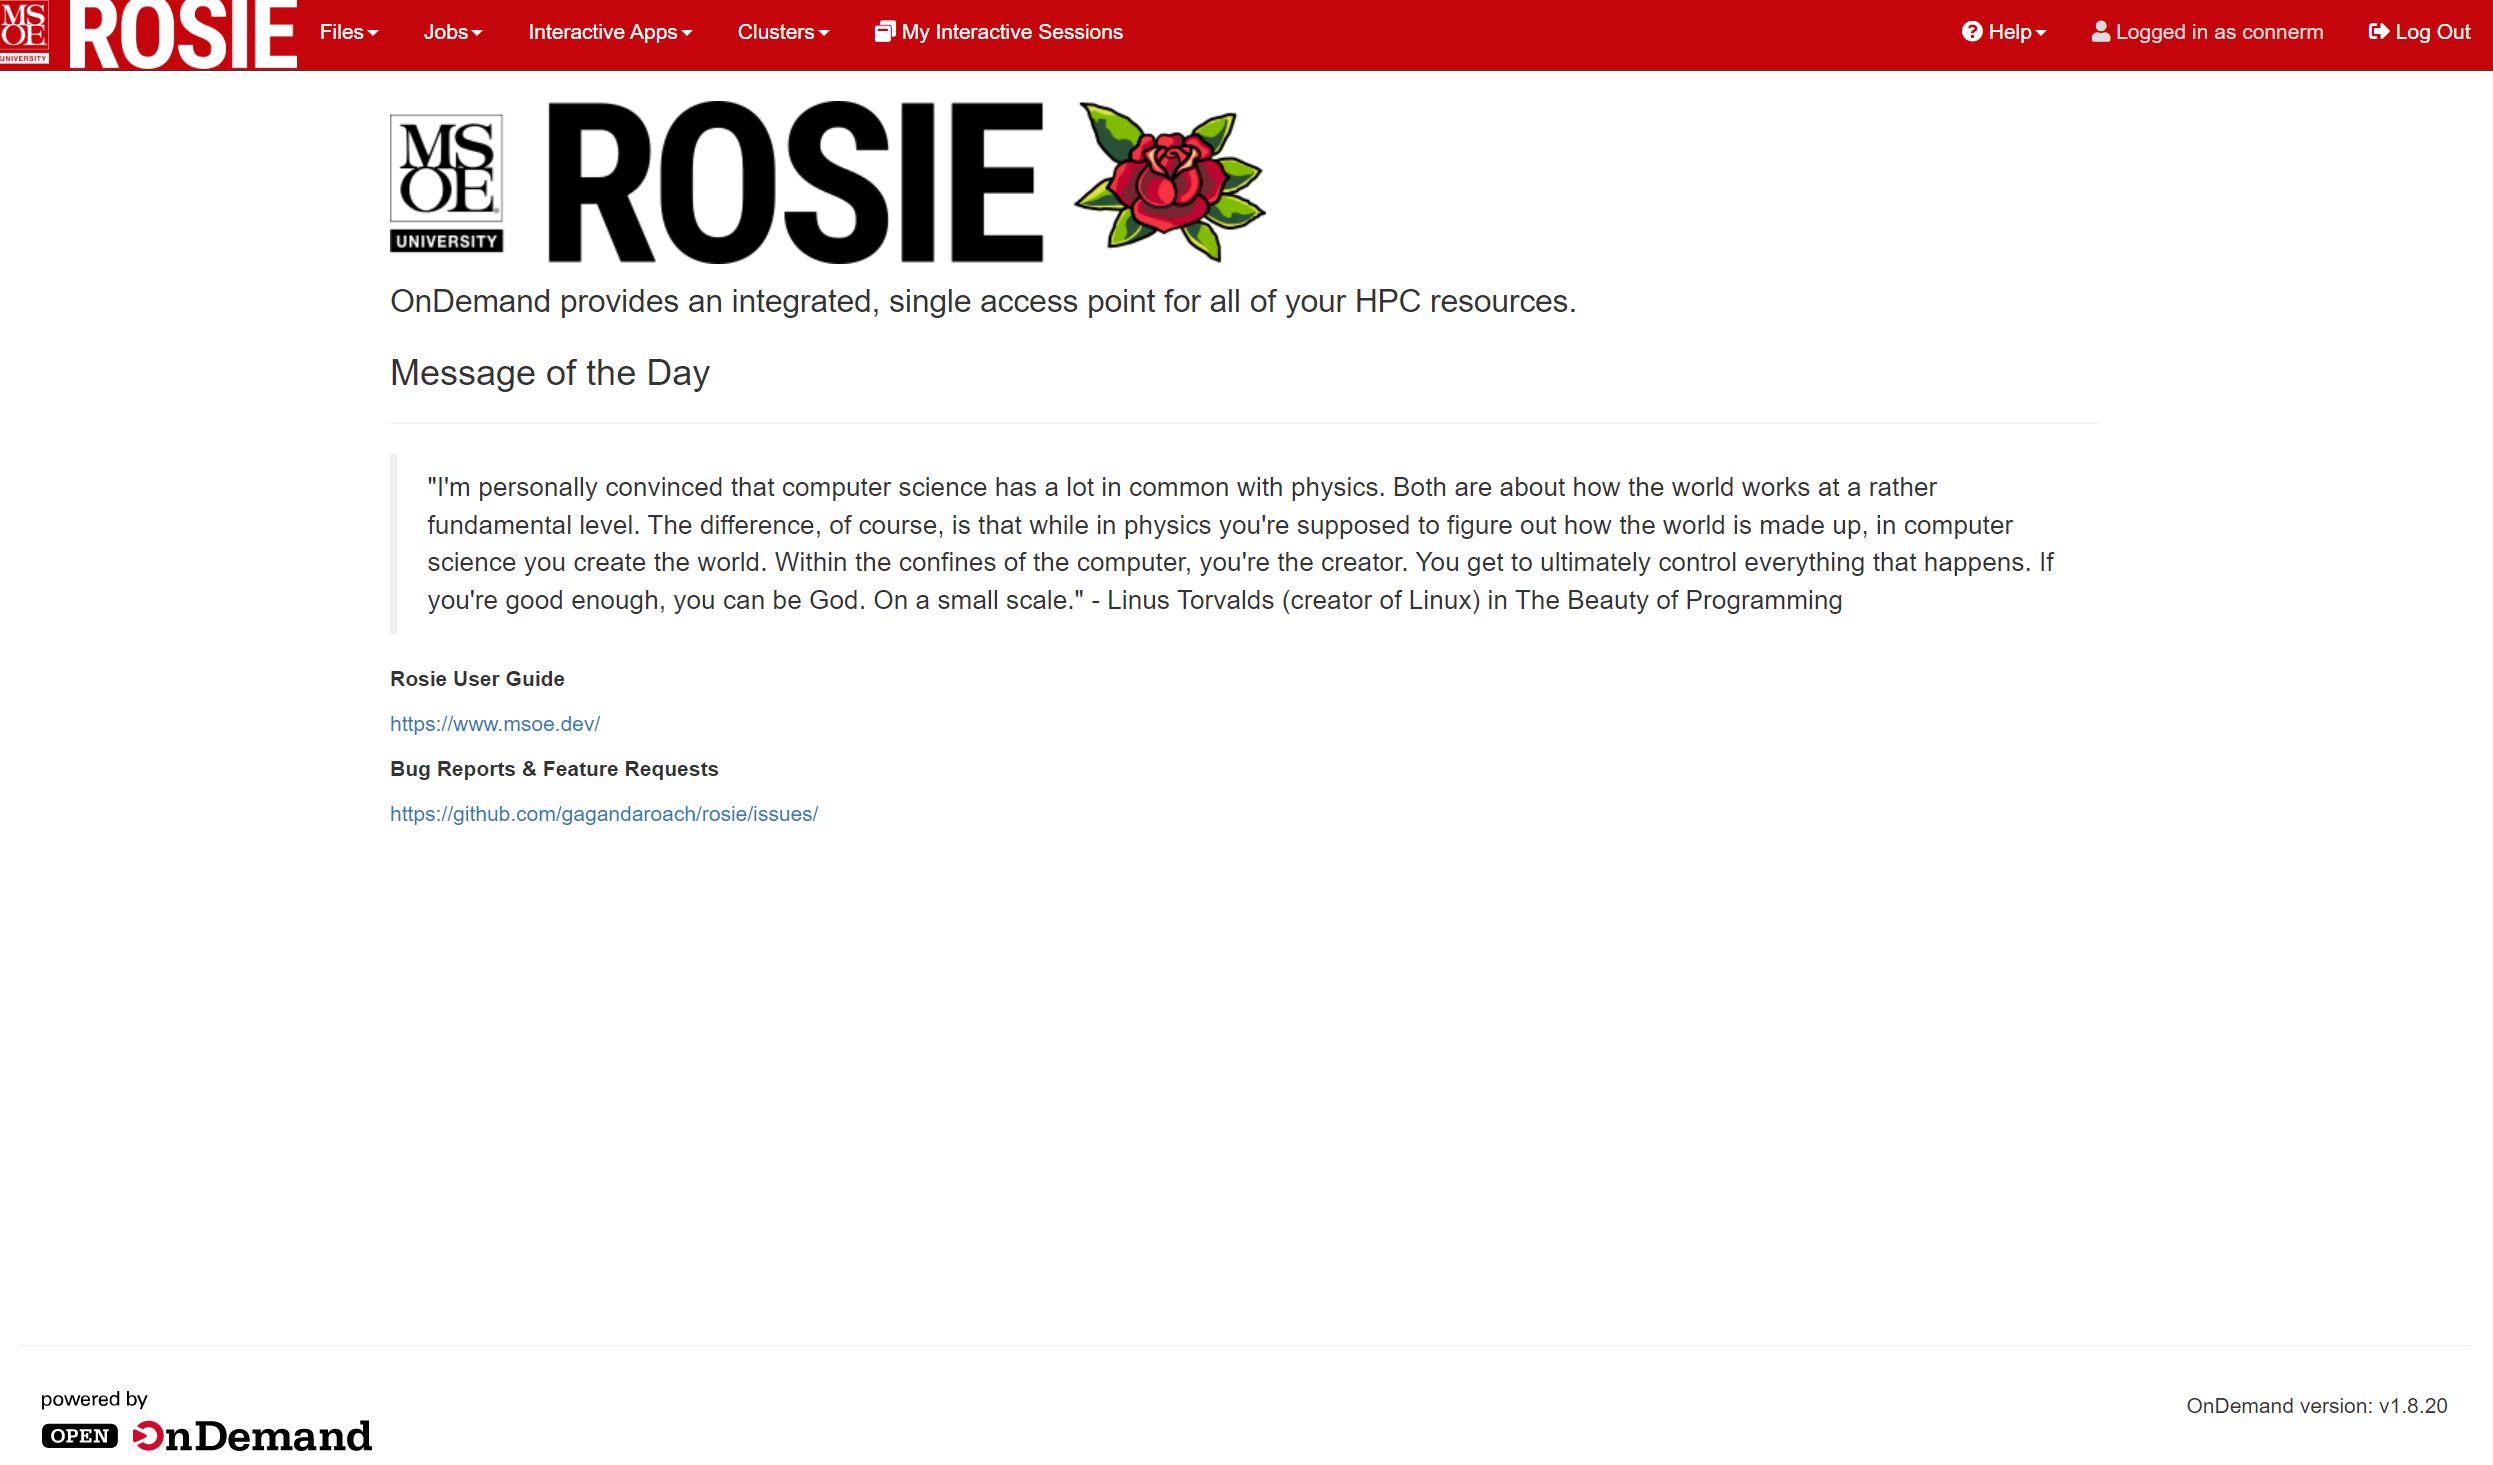 MS
OE
UNIVERSITY
ROSIE
Files
Jobs
Interactive Apps
Clusters
My Interactive Sessions
? Help
Logged in as connerm
Log Out
MS
OE
UNIVERSITY
ROSIE
OnDemand provides an integrated, single access point for all of your HPC resources.
Message of the Day
"I'm personally convinced that computer science has a lot in common with physics. Both are about how the world works at a rather
fundamental level. The difference, of course, is that while in physics you're supposed to figure out how the world is made up, in computer
science you create the world. Within the confines of the computer, you're the creator. You get to ultimately control everything that happens. If
you're good enough, you can be God. On a small scale." - Linus Torvalds (creator of Linux) in The Beauty of Programming
Rosie User Guide
https://www.msoe.dev/
Bug Reports & Feature Requests
https://github.com/gagandaroach/rosie/issues/
powered by
OPEN OnDemand
OnDemand version: v1.8.20